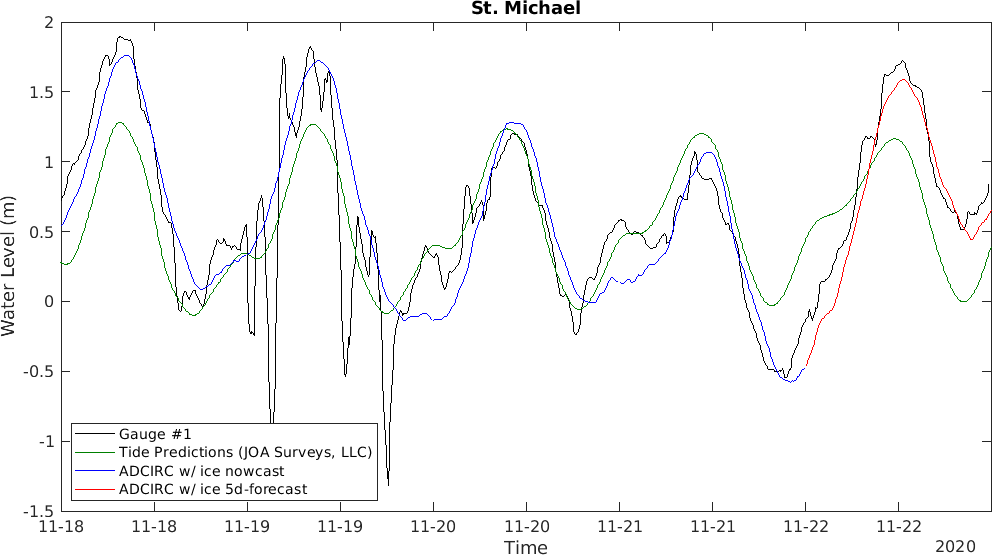 St. Michael
Water Level (m)
2
1.5
1
0.5
0
-0.5
-1
-1.5
Gauge #1
Tide Predictions (JOA Surveys, LLC)
ADCIRC w/ ice nowcast
ADCIRC w/ ice 5d-forecast
11-18 11-18 11-19 11-19 11-20 11-20 11-21 11-21 11-22 11-22
Time
2020